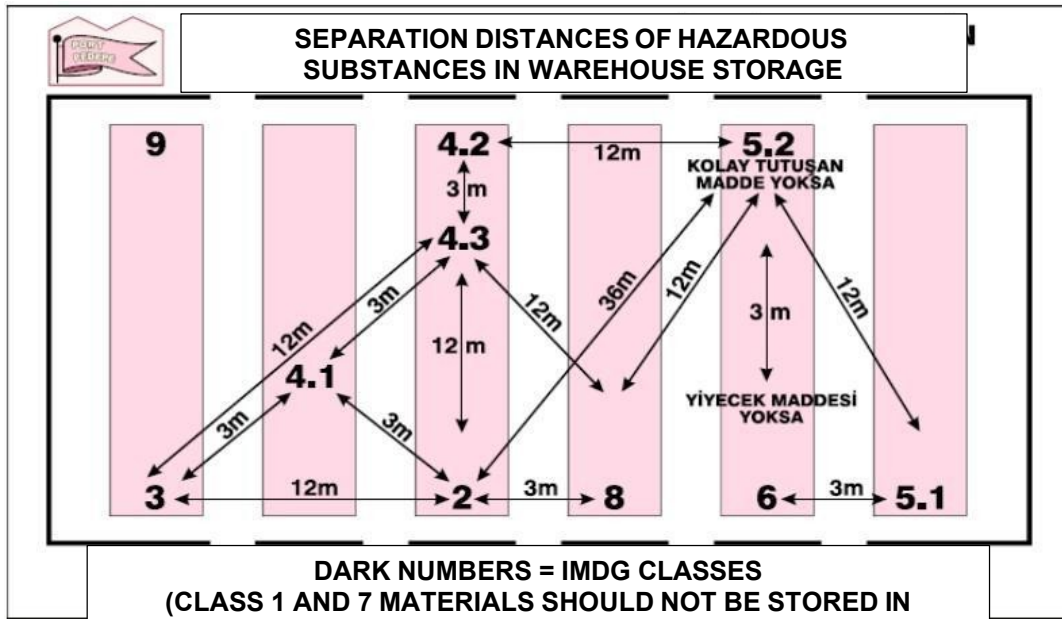 PORT
BEDEPE
SEPARATION DISTANCES OF HAZARDOUS
SUBSTANCES IN WAREHOUSE STORAGE
N
9
4.2
12m
5.2
KOLAY TUTUŞAN
MADDE YOKSA
3 m
4.3
12m
3m
12 m
12m
36m
12m
3 m
12m
4.1
3m
3m
YİYECEK MADDESİ
YOKSA
3
12m
2
3m
8
6
3m
5.1
DARK NUMBERS = IMDG CLASSES
(CLASS 1 AND 7 MATERIALS SHOULD NOT BE STORED IN